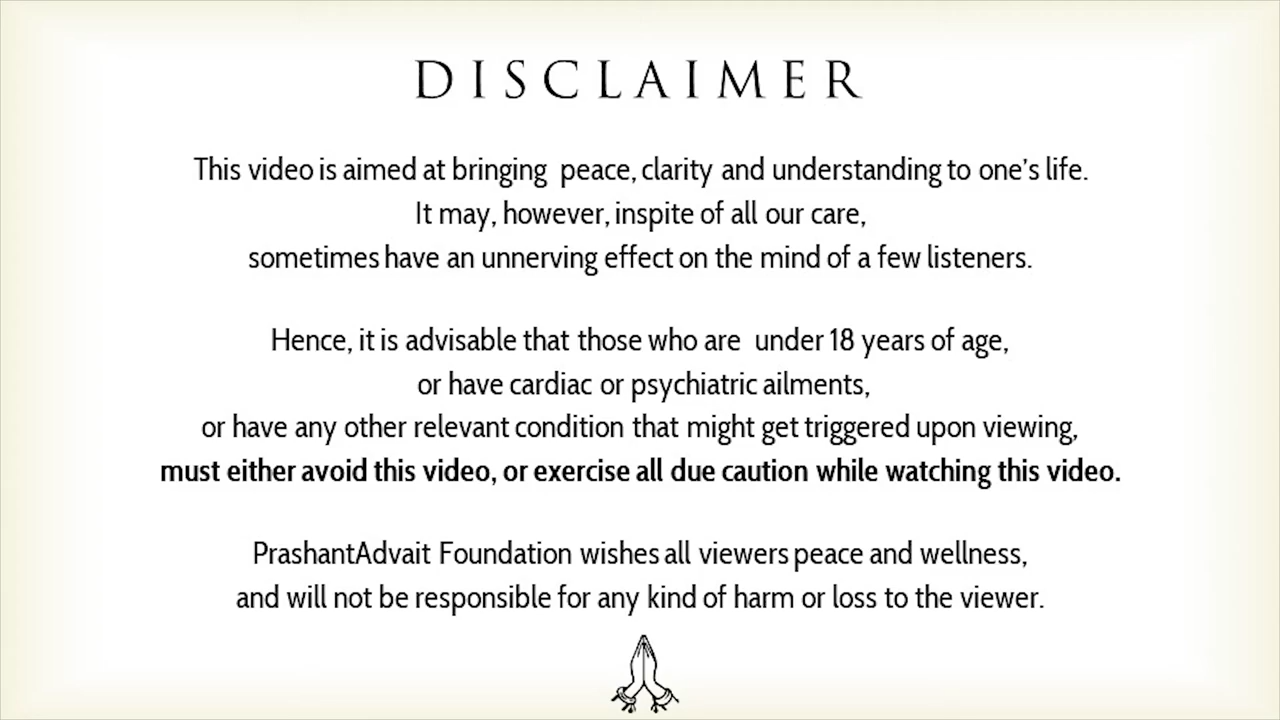 DISCLAIMER
This video is aimed at bringing peace, clarity and understanding to one's life.
It may, however, inspite of all our care,
sometimes have an unnerving effect on the mind of a few listeners.
Hence, it is advisable that those who are under 18 years of age,
or have cardiac or psychiatric ailments,
or have any other relevant condition that might get triggered upon viewing,
must either avoid this video, or exercise all due caution while watching this video.
PrashantAdvait Foundation wishes all viewers peace and wellness,
and will not be responsible for any kind of harm or loss to the viewer.